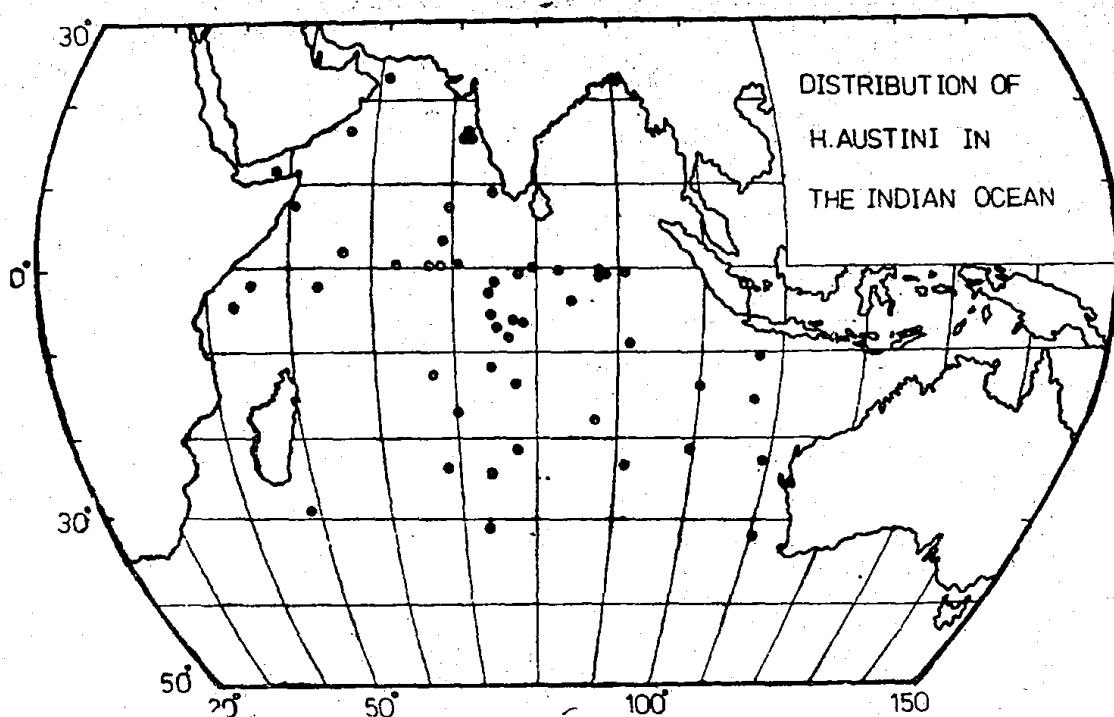 30°
DISTRIBUTION OF
H.AUSTINI IN
THE INDIAN OCEAN
0°
30°
50°
20° 50° 100° 150